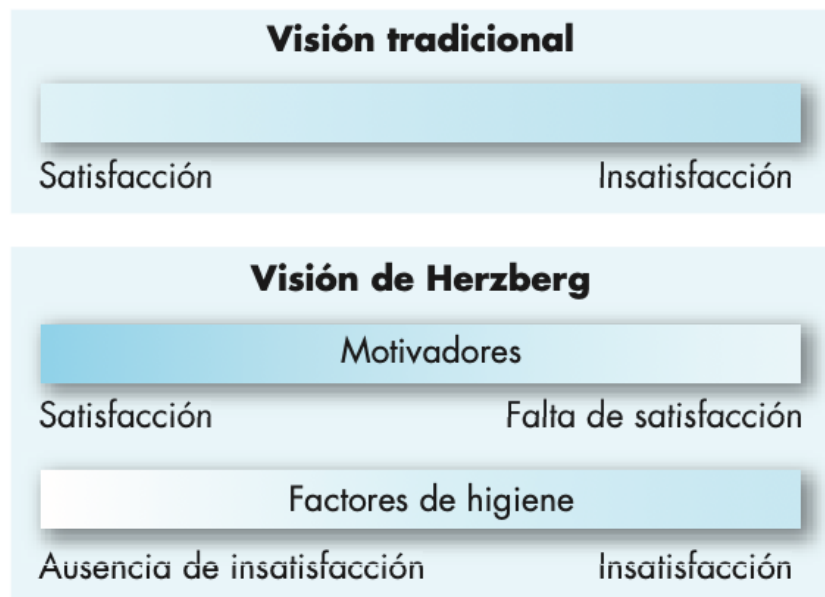 Visión tradicional
Satisfacción Insatisfacción
Visión de Herzberg
Motivadores
Satisfacción Falta de satisfacción
Factores de higiene
Ausencia de insatisfacción Insatisfacción